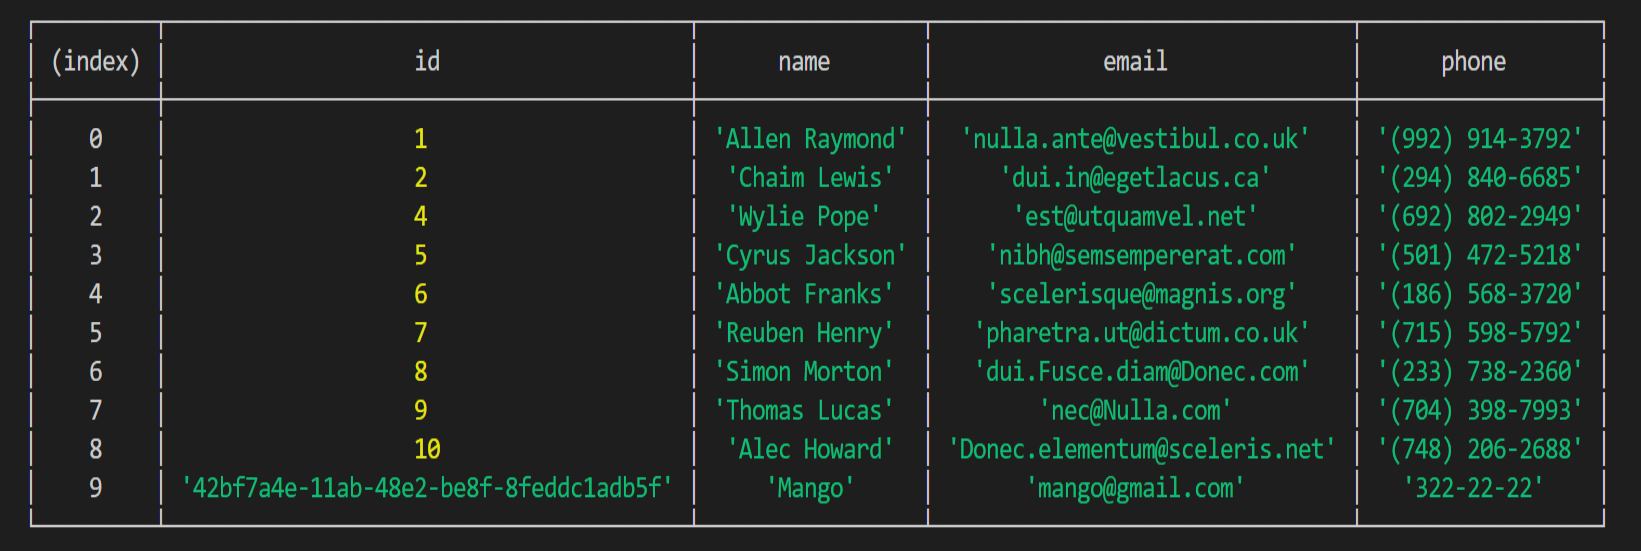 (index) id name email phone
0 1 'Allen Raymond' 'nulla.ante@vestibul.co.uk' '(992) 914-3792'
1 2 'Chaim Lewis' 'dui.in@egetlacus.ca' '(294) 840-6685'
2 4 'Wylie Pope' 'est@utquamvel.net' '(692) 802-2949'
3 5 'Cyrus Jackson' 'nibh@semsempererat.com' '(501) 472-5218'
4 6 'Abbot Franks' 'scelerisque@magnis.org' '(186) 568-3720'
5 7 'Reuben Henry' 'pharetra.ut@dictum.co.uk' '(715) 598-5792'
6 8 'Simon Morton' 'dui.Fusce.diam@Donec.com' '(233) 738-2360'
7 9 'Thomas Lucas' 'nec@Nulla.com' '(704) 398-7993'
8 10 'Alec Howard' 'Donec.elementum@sceleris.net' '(748) 206-2688'
9 '42bf7a4e-11ab-48e2-be8f-8feddc1adb5f' 'Mango' 'mango@gmail.com' '322-22-22'